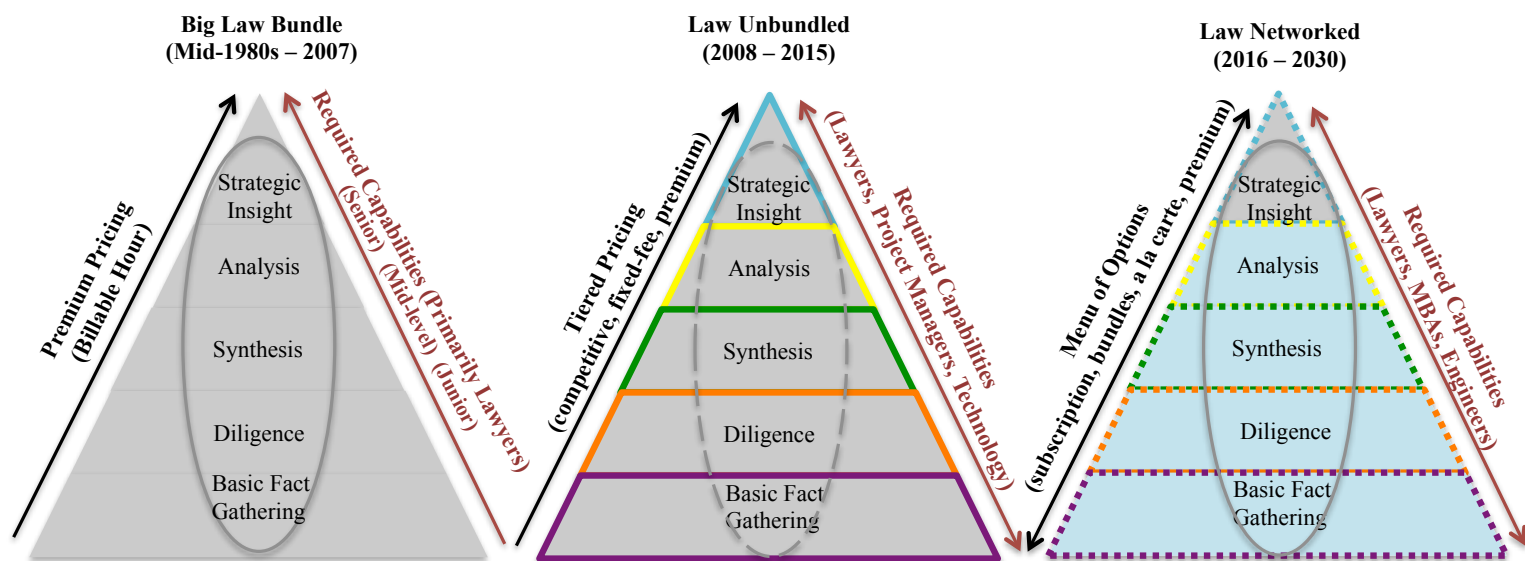 Big Law Bundle
(Mid-1980s – 2007)
Premium Pricing
(Billable Hour)
Required Capabilities (Primarily Lawyers)
(Senior) (Mid-level) (Junior)
Strategic
Insight
Analysis
Synthesis
Diligence
Basic Fact
Gathering
Law Unbundled
(2008 – 2015)
Tiered Pricing
(competitive, fixed-fee, premium)
Required Capabilities
(Lawyers, Project Managers, Technology)
Strategic
Insight
Analysis
Synthesis
Diligence
Basic Fact
Gathering
Law Networked
(2016 – 2030)
Menu of Options
(subscription, bundles, a la carte, premium)
Required Capabilities
(Lawyers, MBAs, Engineers)
Strategic
Insight
Analysis
Synthesis
Diligence
Basic Fact
Gathering